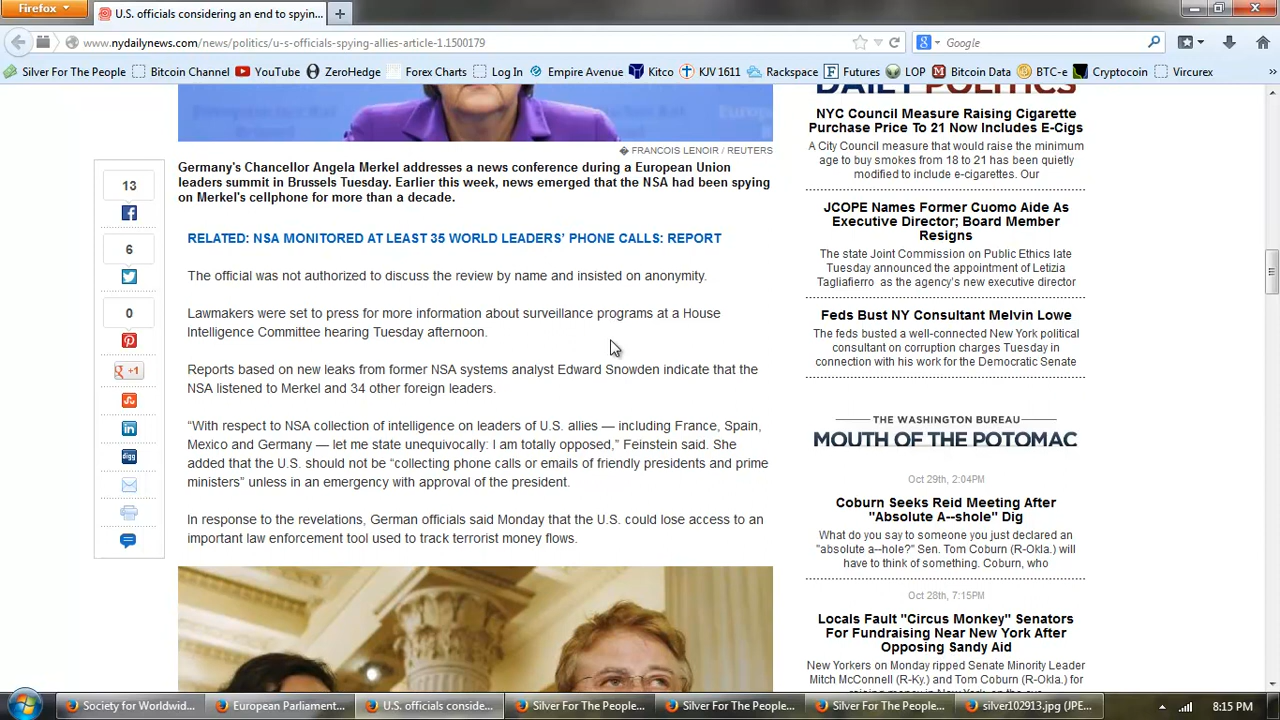 Firefox
U.S. officials considering an end to spyin...
www.nydailynews.com/news/politics/u-s-officials-spying-allies-article-1.1500179
Google
Silver For The People
Bitcoin Channel
YouTube
ZeroHedge
Forex Charts
Log In
Empire Avenue
Kitco
KJV 1611
Rackspace
Futures
LOP
Bitcoin Data
BTC-e
Cryptocoin
Vircurex
»
European
Council
FRANCOIS LENOIR / REUTERS
Germany's Chancellor Angela Merkel addresses a news conference during a European Union
leaders summit in Brussels Tuesday. Earlier this week, news emerged that the NSA had been spying
on Merkel's cellphone for more than a decade.
13
6
0
+1
digg
RELATED: NSA MONITORED AT LEAST 35 WORLD LEADERS’ PHONE CALLS: REPORT
The official was not authorized to discuss the review by name and insisted on anonymity.
Lawmakers were set to press for more information about surveillance programs at a House
Intelligence Committee hearing Tuesday afternoon.
Reports based on new leaks from former NSA systems analyst Edward Snowden indicate that the
NSA listened to Merkel and 34 other foreign leaders.
“With respect to NSA collection of intelligence on leaders of U.S. allies — including France, Spain,
Mexico and Germany — let me state unequivocally: I am totally opposed,” Feinstein said. She
added that the U.S. should not be “collecting phone calls or emails of friendly presidents and prime
ministers” unless in an emergency with approval of the president.
In response to the revelations, German officials said Monday that the U.S. could lose access to an
important law enforcement tool used to track terrorist money flows.
DAILY POLITICS
NYC Council Measure Raising Cigarette
Purchase Price To 21 Now Includes E-Cigs
A City Council measure that would raise the minimum
age to buy smokes from 18 to 21 has been quietly
modified to include e-cigarettes. Our
JCOPE Names Former Cuomo Aide As
Executive Director; Board Member
Resigns
The state Joint Commission on Public Ethics late
Tuesday announced the appointment of Letizia
Tagliafierro as the agency's new executive director
Feds Bust NY Consultant Melvin Lowe
The feds busted a well-connected New York political
consultant on corruption charges Tuesday in
connection with his work for the Democratic Senate
THE WASHINGTON BUREAU
MOUTH OF THE POTOMAC
Oct 29th, 2:04PM
Coburn Seeks Reid Meeting After
"Absolute A--shole" Dig
What do you say to someone you just declared an
"absolute a--hole?" Sen. Tom Coburn (R-Okla.) will
have to think of something. Coburn, who
Oct 28th, 7:15PM
Locals Fault "Circus Monkey" Senators
For Fundraising Near New York After
Opposing Sandy Aid
New Yorkers on Monday ripped Senate Minority Leader
Mitch McConnell (R-Ky.) and Tom Coburn (R-Okla.) for
Society for Worldwid...
European Parliament...
U.S. officials conside...
Silver For The People...
Silver For The People...
Silver For The People...
silver102913.jpg (JPE...
8:15 PM